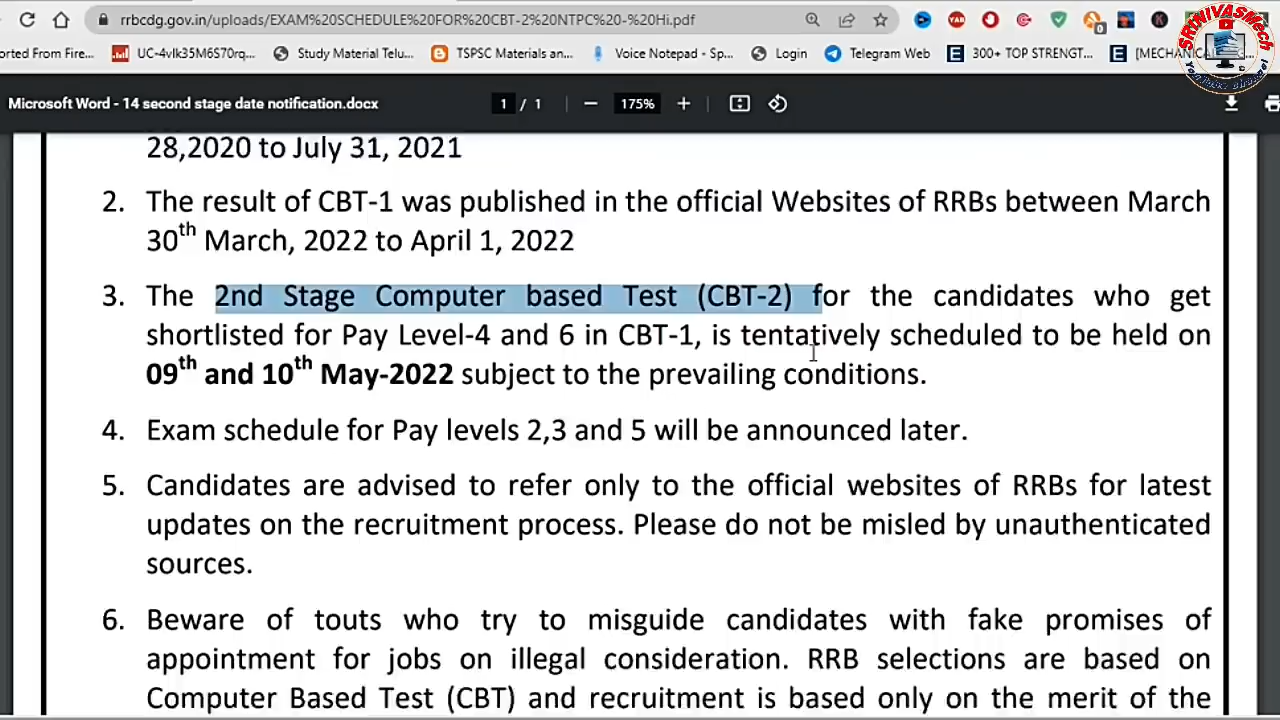 rrbcdg.gov.in/uploads/EXAM%20SCHEDULE%20FOR%20CBT-2%20NTPC%20-%20Hi.pdf
orted From Fire... UC-4vlk35M6S70rq... Study Material Telu... TSPSC Materials an... Voice Notepad - Sp... Login Telegram Web 300+ TOP STRENGT... [MECHANICAL
SRINIVASMech
YouTube Channel
Microsoft Word - 14 second stage date notification.docx 1 / 1 175%
28,2020 to July 31, 2021
2. The result of CBT-1 was published in the official Websites of RRBs between March
30th March, 2022 to April 1, 2022
3. The 2nd Stage Computer based Test (CBT-2) for the candidates who get
shortlisted for Pay Level-4 and 6 in CBT-1, is tentatively scheduled to be held on
09th and 10th May-2022 subject to the prevailing conditions.
4. Exam schedule for Pay levels 2,3 and 5 will be announced later.
5. Candidates are advised to refer only to the official websites of RRBs for latest
updates on the recruitment process. Please do not be misled by unauthenticated
sources.
6. Beware of touts who try to misguide candidates with fake promises of
appointment for jobs on illegal consideration. RRB selections are based on
Computer Based Test (CBT) and recruitment is based only on the merit of the